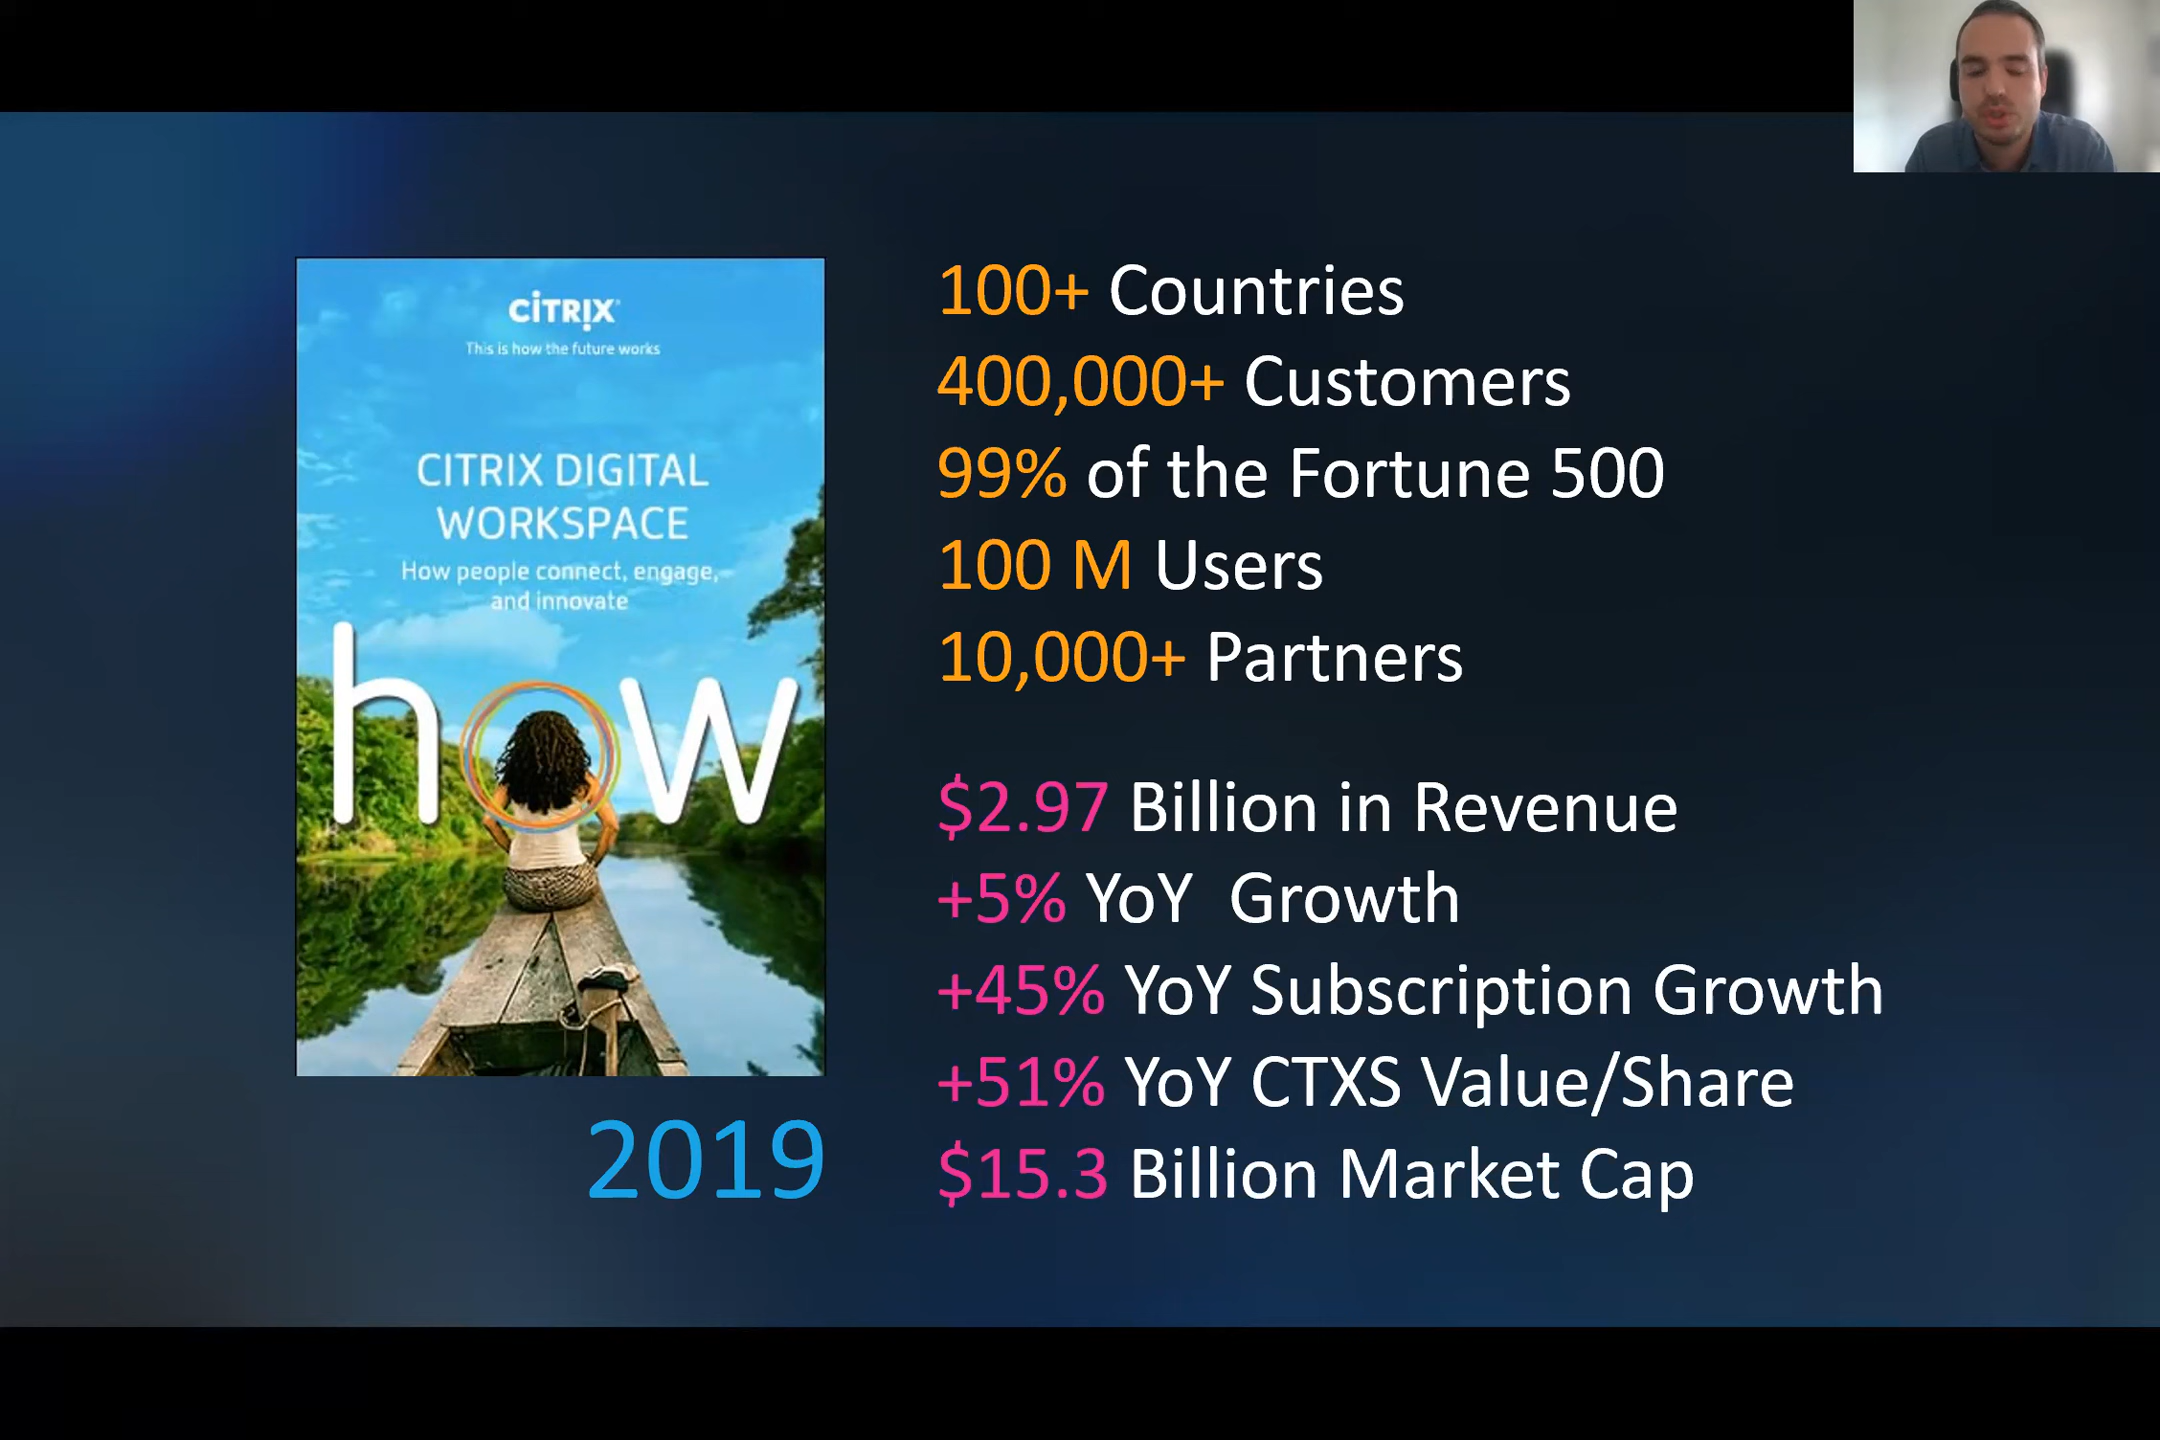 CİTRIX
This is how the future works
CITRIX DIGITAL
WORKSPACE
How people connect, engage,
and innovate
how
2019
100+ Countries
400,000+ Customers
99% of the Fortune 500
100 M Users
10,000+ Partners
$2.97 Billion in Revenue
+5% YoY Growth
+45% YoY Subscription Growth
+51% YoY CTXS Value/Share
$15.3 Billion Market Cap